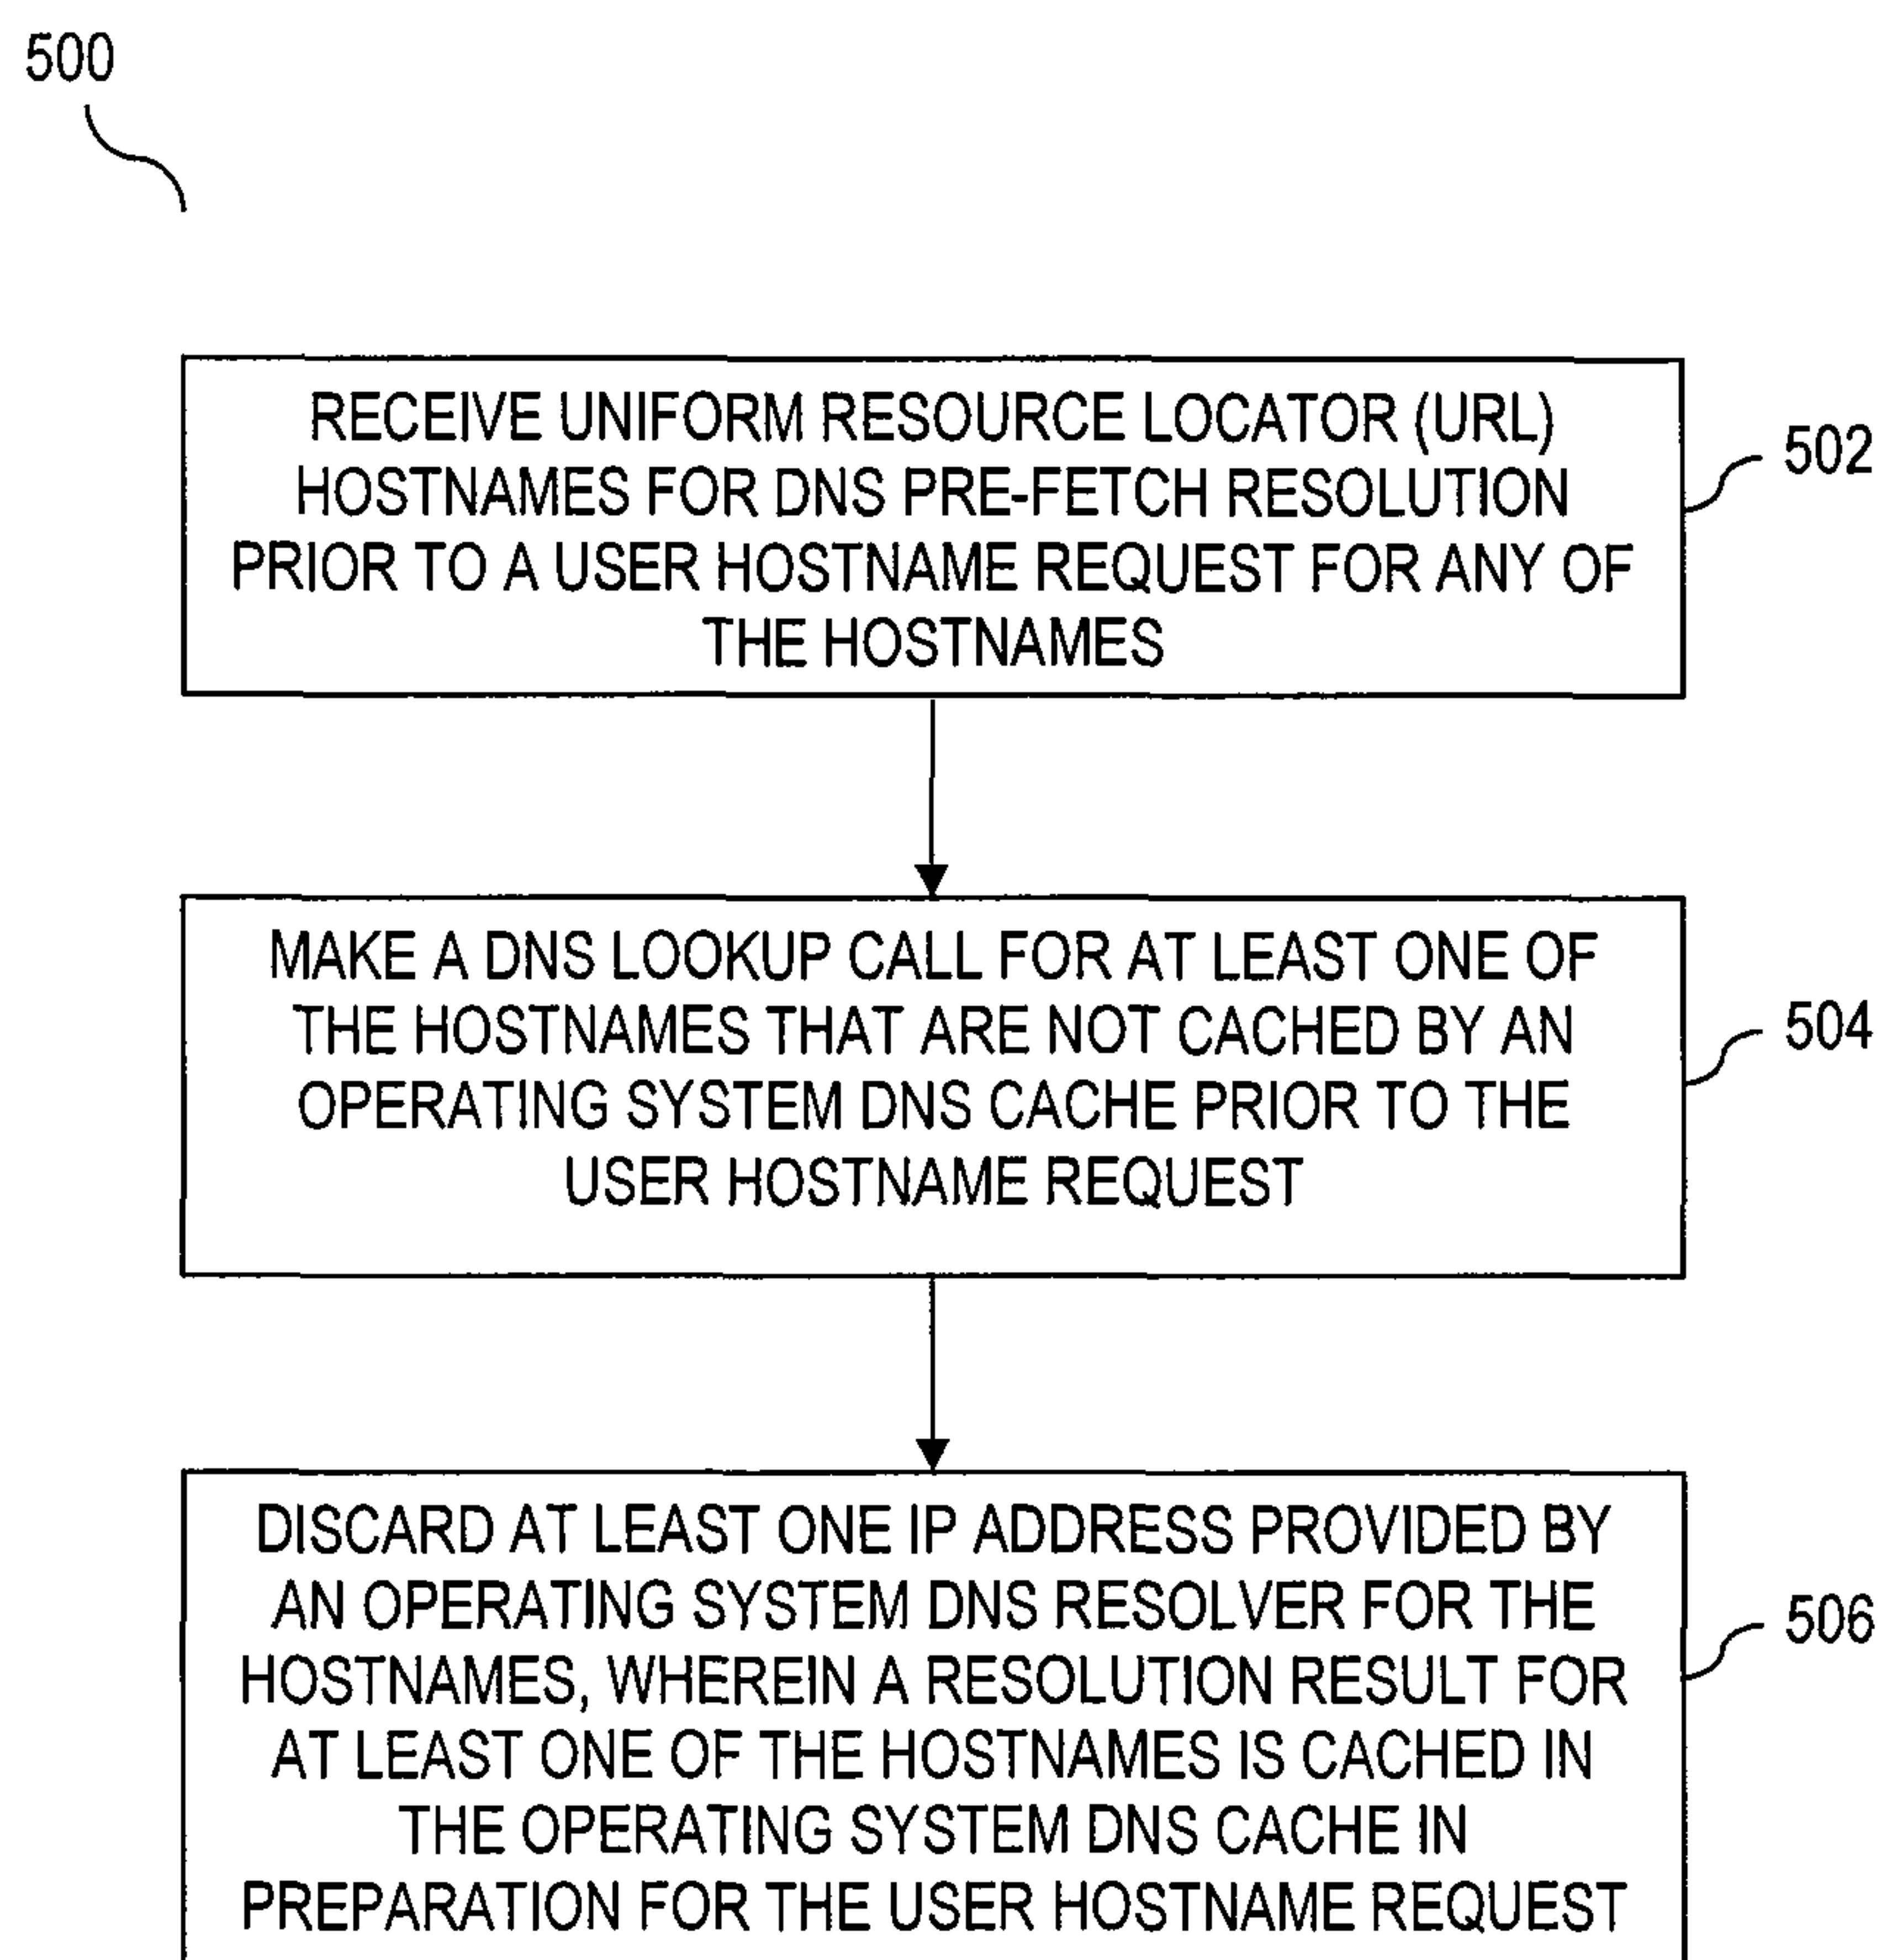 500
RECEIVE UNIFORM RESOURCE LOCATOR (URL)
HOSTNAMES FOR DNS PRE-FETCH RESOLUTION
PRIOR TO A USER HOSTNAME REQUEST FOR ANY OF
THE HOSTNAMES
502
MAKE A DNS LOOKUP CALL FOR AT LEAST ONE OF
THE HOSTNAMES THAT ARE NOT CACHED BY AN
OPERATING SYSTEM DNS CACHE PRIOR TO THE
USER HOSTNAME REQUEST
504
DISCARD AT LEAST ONE IP ADDRESS PROVIDED BY
AN OPERATING SYSTEM DNS RESOLVER FOR THE
HOSTNAMES, WHEREIN A RESOLUTION RESULT FOR
AT LEAST ONE OF THE HOSTNAMES IS CACHED IN
THE OPERATING SYSTEM DNS CACHE IN
PREPARATION FOR THE USER HOSTNAME REQUEST
506